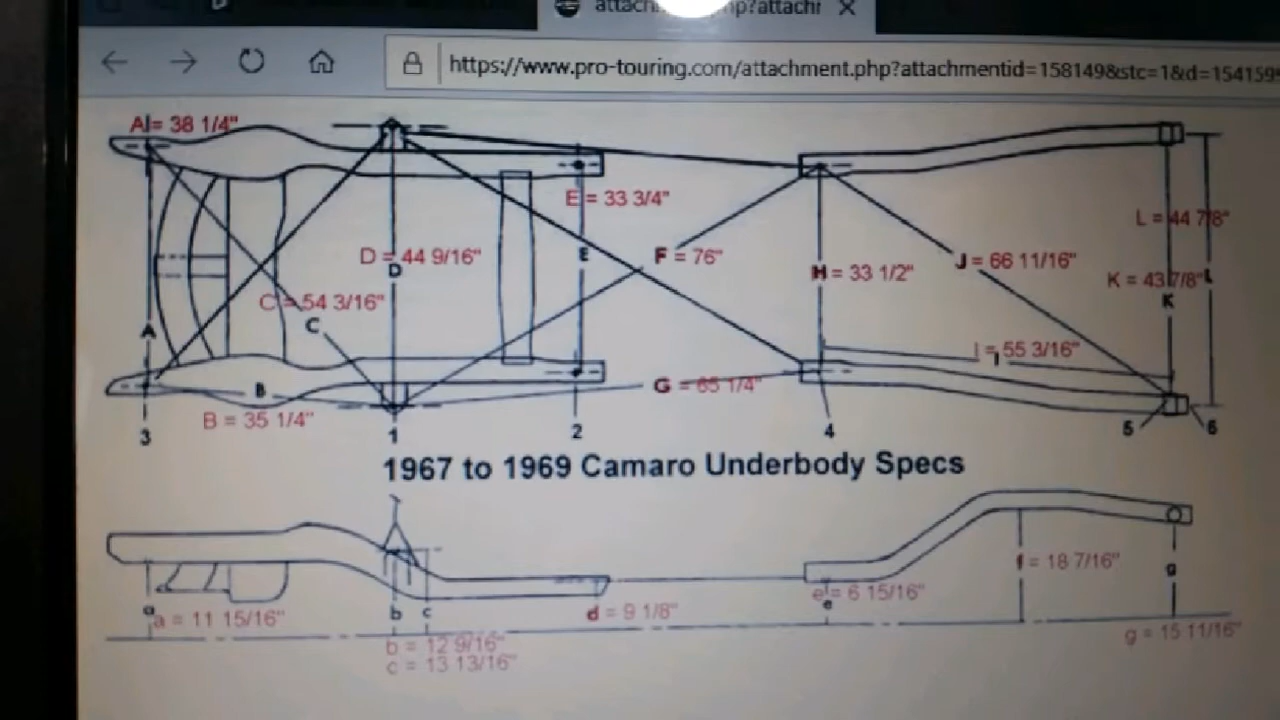 https://www.pro-touring.com/attachment.php?attachmentid=158149&stc=1&d=154159
A = 38 1/4"
E = 33 3/4"
L = 44 7/8"
D = 44 9/16"
F = 76"
J = 66 11/16"
D
E
H = 33 1/2"
K = 43 7/8"
L
C = 54 3/16"
K
C
A
I = 55 3/16"
I
B
G = 65 1/4"
B = 35 1/4"
3
1
2
4
5
6
1967 to 1969 Camaro Underbody Specs
f = 18 7/16"
g
a
a = 11 15/16"
b
c
d = 9 1/8"
e = 6 15/16"
e
g = 15 11/16"
b = 12 9/16"
c = 13 13/16"